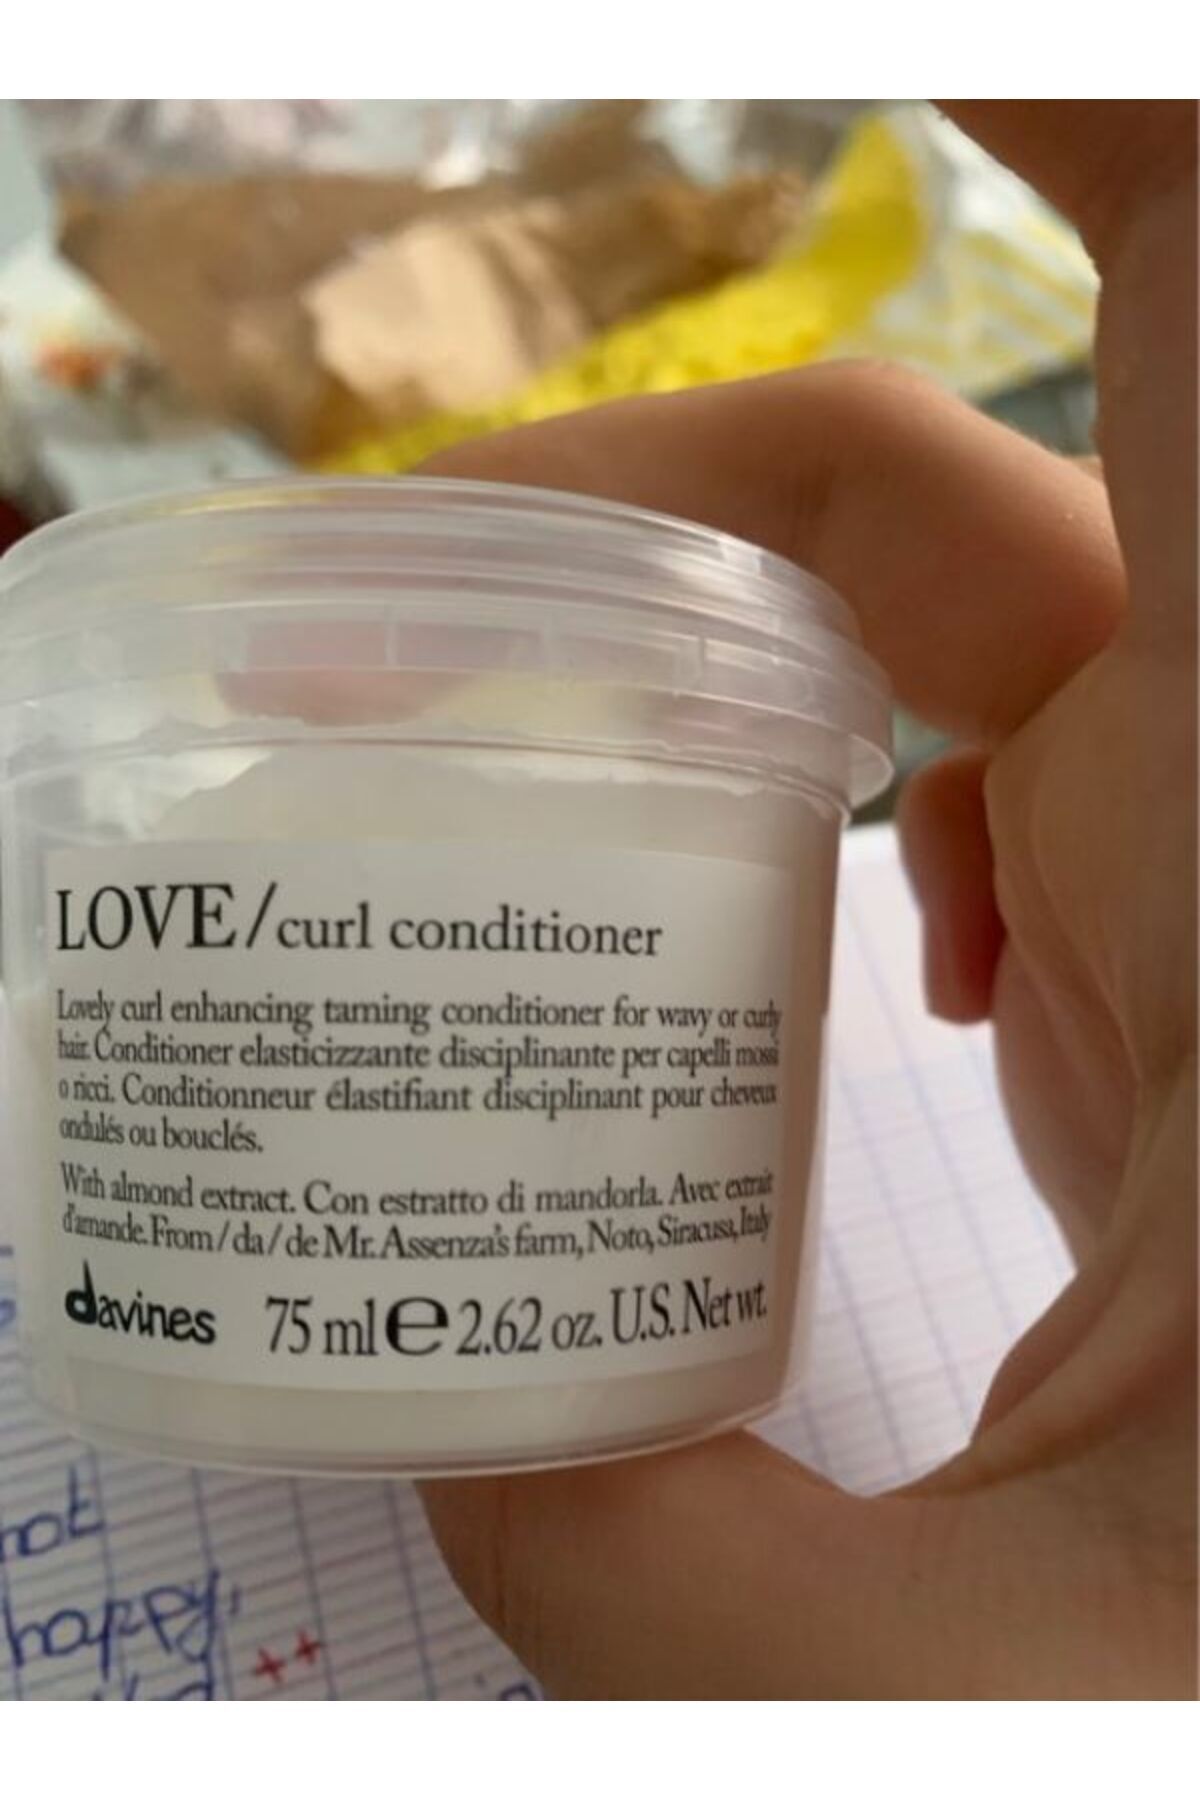 LOVE/curl conditioner
Lovely curl enhancing taming conditioner for wavy or curly
hair. Conditioner elasticizzante disciplinante per capelli mossi
o ricci. Conditionneur élastifiant disciplinant pour cheveux
ondulés ou bouclés.
With almond extract. Con estratto di mandorla. Avec extrait
d'amande. From/da/de Mr. Assenza's farm, Noto, Siracusa, Italy
davines 75 ml e 2.62 oz. U.S. Net wt.
not
happy,
++